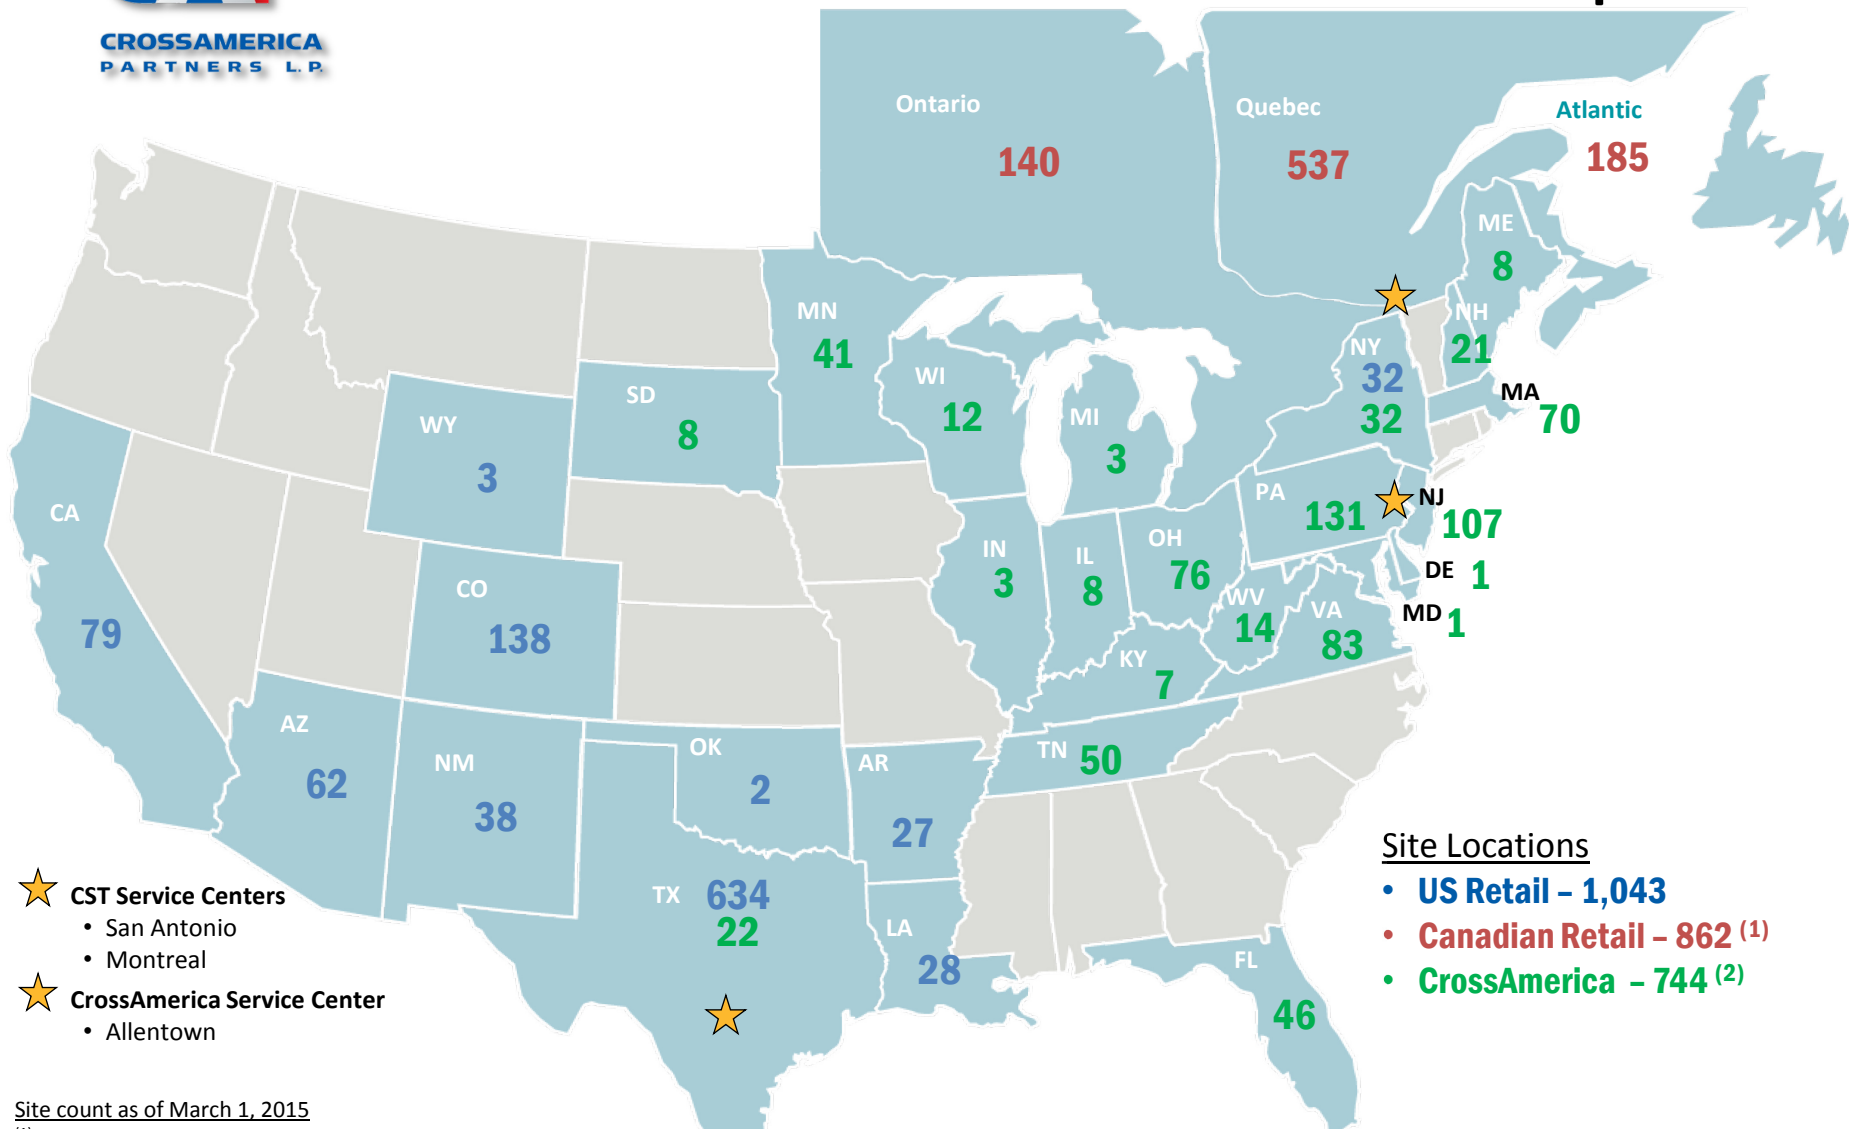 CROSSAMERICA
PARTNERS L.P.
Ontario
140
Quebec
537
Atlantic
185
ME
8
NH
21
MN
41
NY
32
32
WI
12
MA
70
SD
8
MI
3
WY
3
PA
131
NJ
107
CA
79
IN
3
IL
8
OH
76
DE 1
CO
138
WV
14
VA
83
MD 1
KY
7
AZ
62
NM
38
OK
2
AR
27
TN 50
TX 634
22
LA
28
FL
46
Site Locations
• US Retail – 1,043
• Canadian Retail – 862 (1)
• CrossAmerica – 744 (2)
CST Service Centers
• San Antonio
• Montreal
CrossAmerica Service Center
• Allentown
Site count as of March 1, 2015